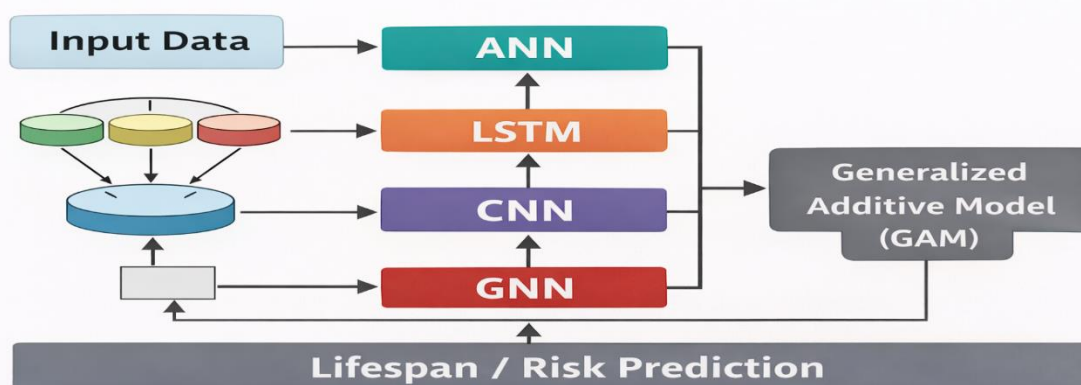 Input Data
ANN
LSTM
CNN
GNN
Generalized
Additive Model
(GAM)
Lifespan / Risk Prediction